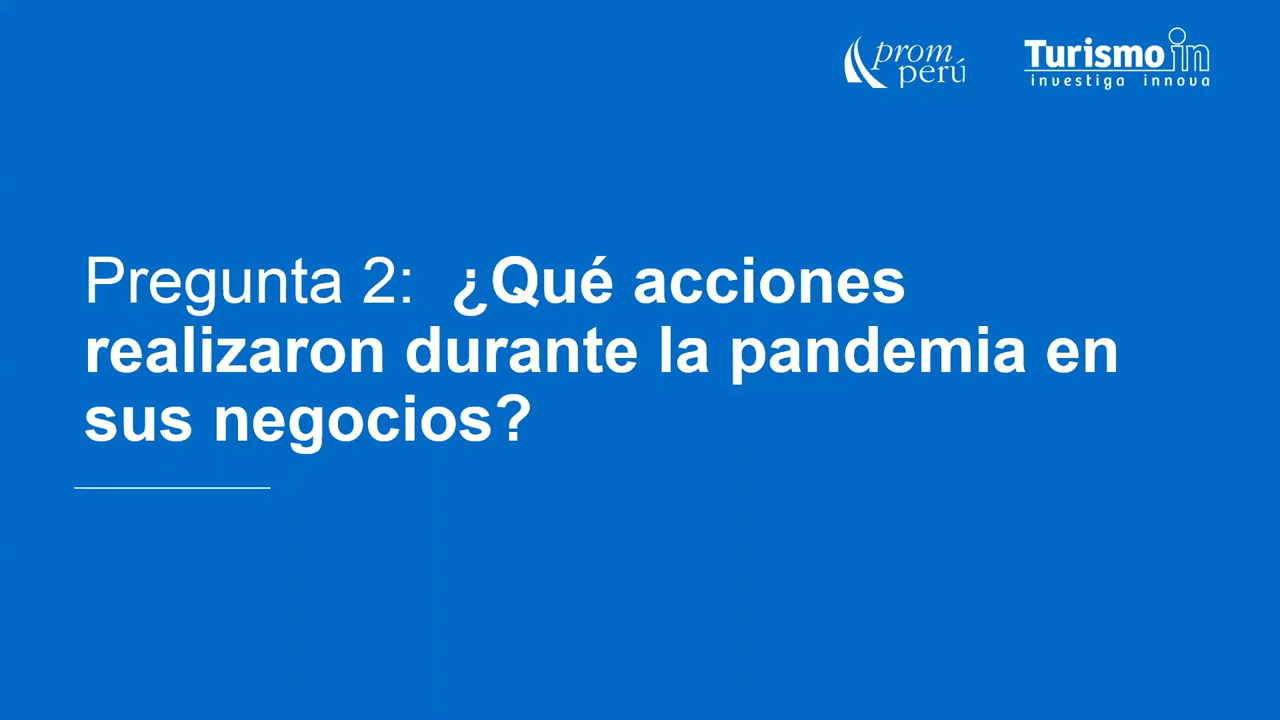 prom
perú
Turismo in
investiga innova
Pregunta 2: ¿Qué acciones
realizaron durante la pandemia en
sus negocios?